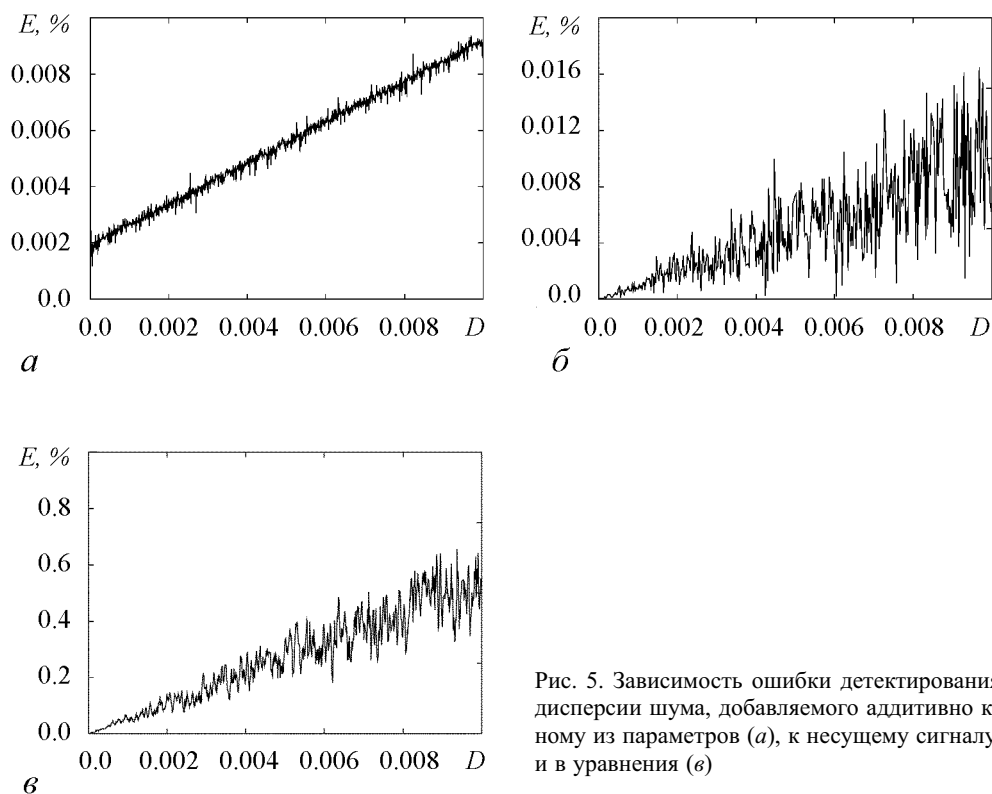 E, %
0.008
0.006
0.004
0.002
0.0
0.0 0.002 0.004 0.006 0.008 D
а
E, %
0.016
0.012
0.008
0.004
0.0
0.0 0.002 0.004 0.006 0.008 D
б
E, %
0.8
0.6
0.4
0.2
0.0
0.0 0.002 0.004 0.006 0.008 D
в
Рис. 5. Зависимость ошибки детектирования
дисперсии шума, добавляемого аддитивно к
ному из параметров (а), к несущему сигналу
и в уравнения (в)